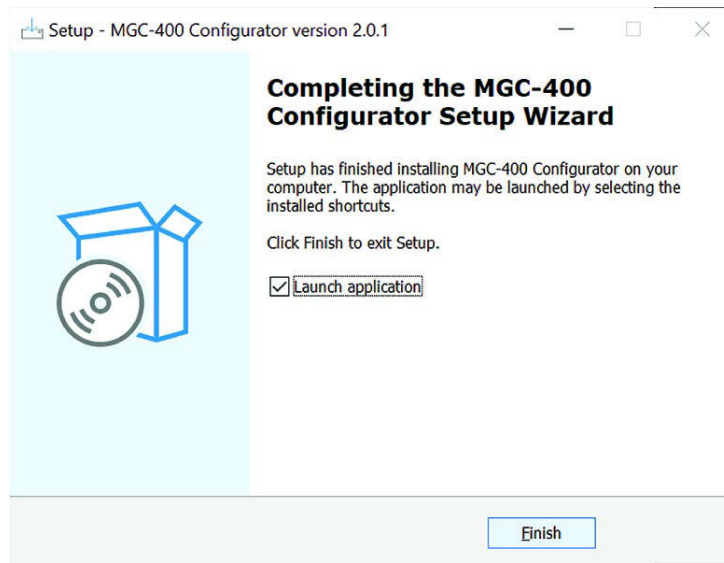 Setup - MGC-400 Configurator version 2.0.1
Completing the MGC-400
Configurator Setup Wizard
Setup has finished installing MGC-400 Configurator on your
computer. The application may be launched by selecting the
installed shortcuts.
Click Finish to exit Setup.
Launch application
Finish